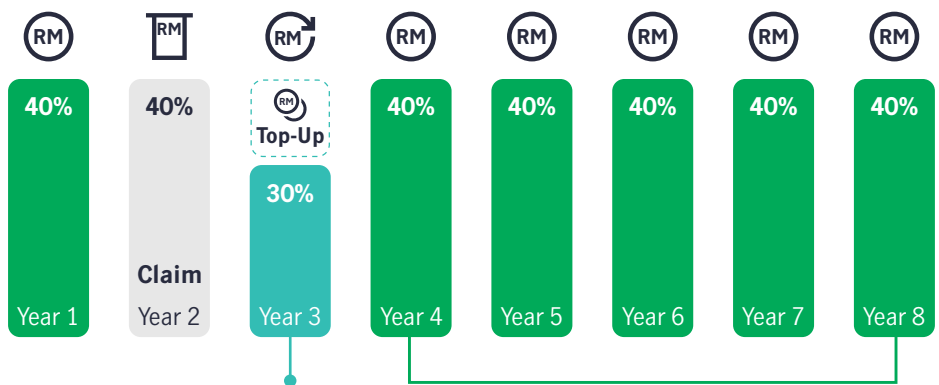 RM RM RM RM RM RM RM RM
40% 40% RM 40% 40% 40% 40% 40%
Top-Up
30%
Claim
Year 1 Year 2 Year 3 Year 4 Year 5 Year 6 Year 7 Year 8